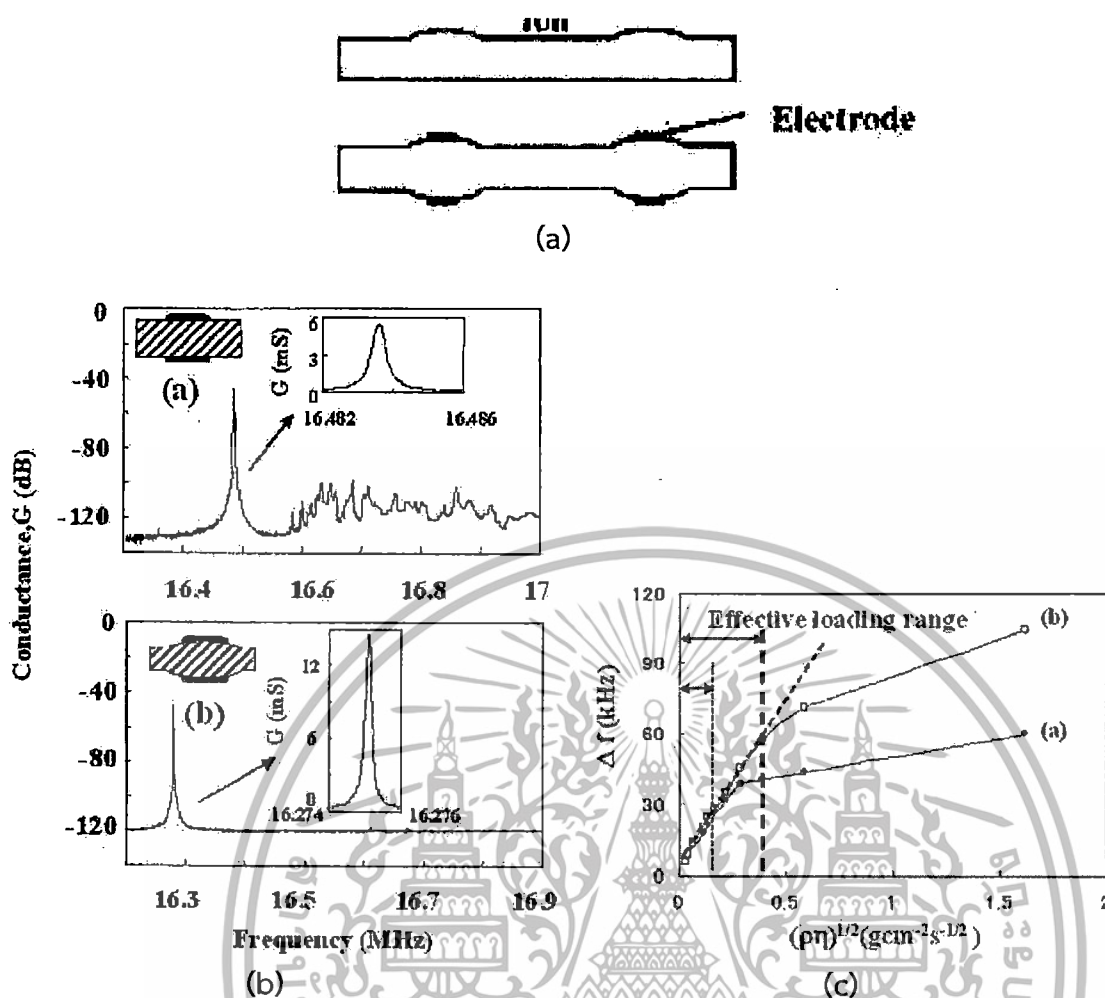 Electrode
(a)
Conductance,G (dB)
0
-40
-80
-120
(a)
G (mS)
6
3
0
16.482
16.486
16.4
16.6
16.8
17
0
-40
-80
-120
(b)
G (mS)
12
6
0
16.274
16.276
16.3
16.5
16.7
16.9
Frequency (MHz)
(b)
120
90
60
30
0
Δf (kHz)
Effective loading range
(b)
(a)
0
0.5
1
1.5
2
(ρη)1/2(gcm-2s-1/2)
(c)